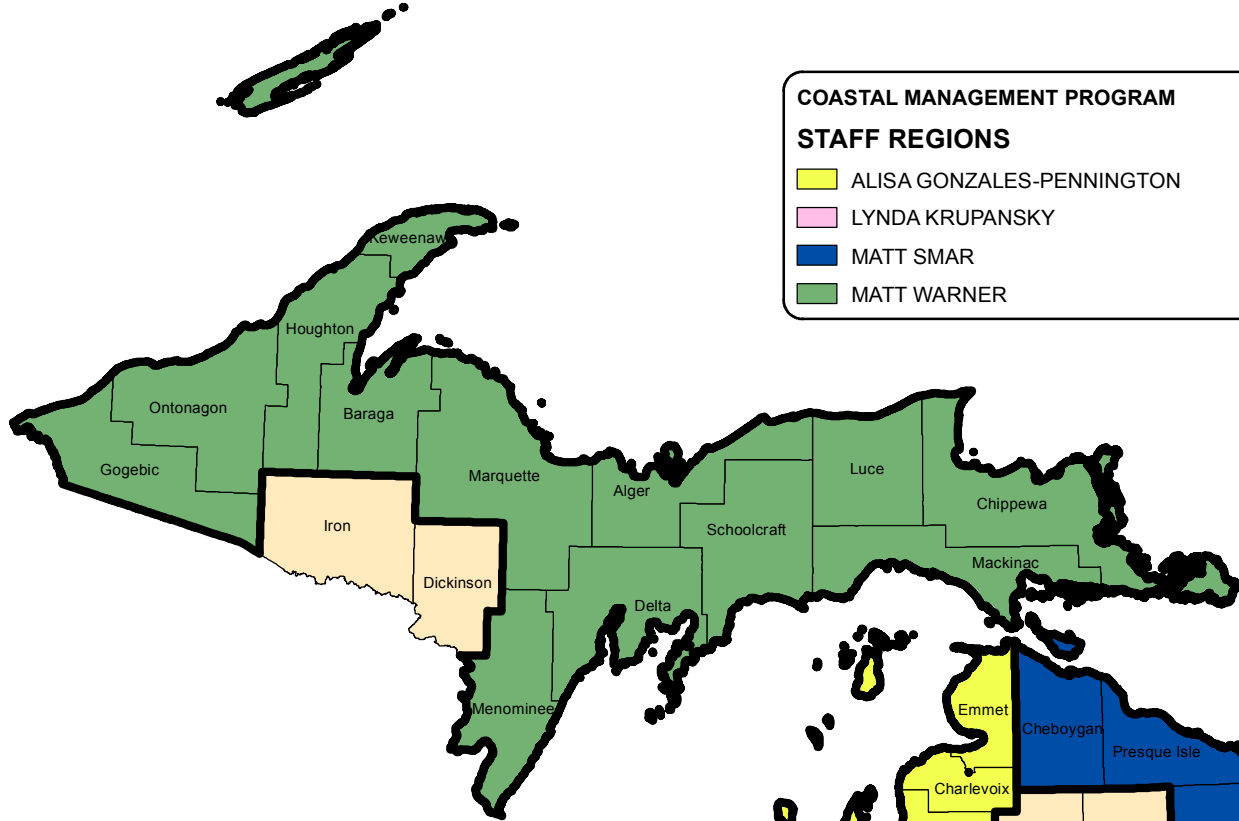 COASTAL MANAGEMENT PROGRAM
STAFF REGIONS
ALISA GONZALES-PENNINGTON
LYNDA KRUPANSKY
MATT SMAR
MATT WARNER
Keweenaw
Houghton
Ontonagon
Baraga
Gogebic
Marquette
Alger
Luce
Chippewa
Iron
Schoolcraft
Mackinac
Dickinson
Delta
Menominee
Emmet
Cheboygan
Presque Isle
Charlevoix